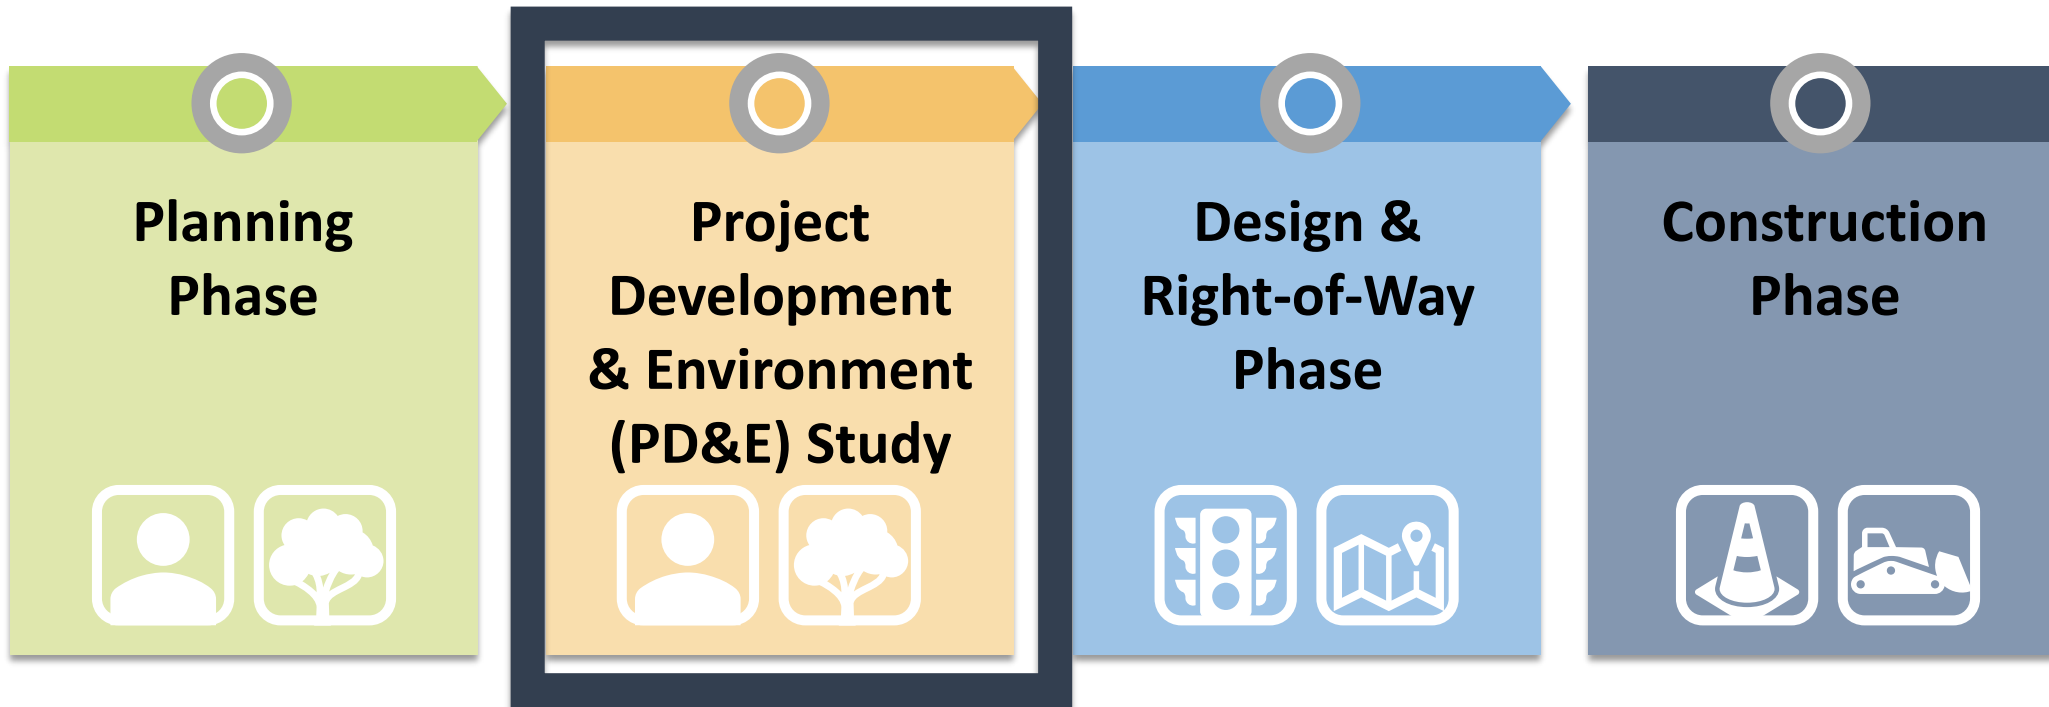 Planning
Phase
Project
Development
& Environment
(PD&E) Study
Design &
Right-of-Way
Phase
Construction
Phase